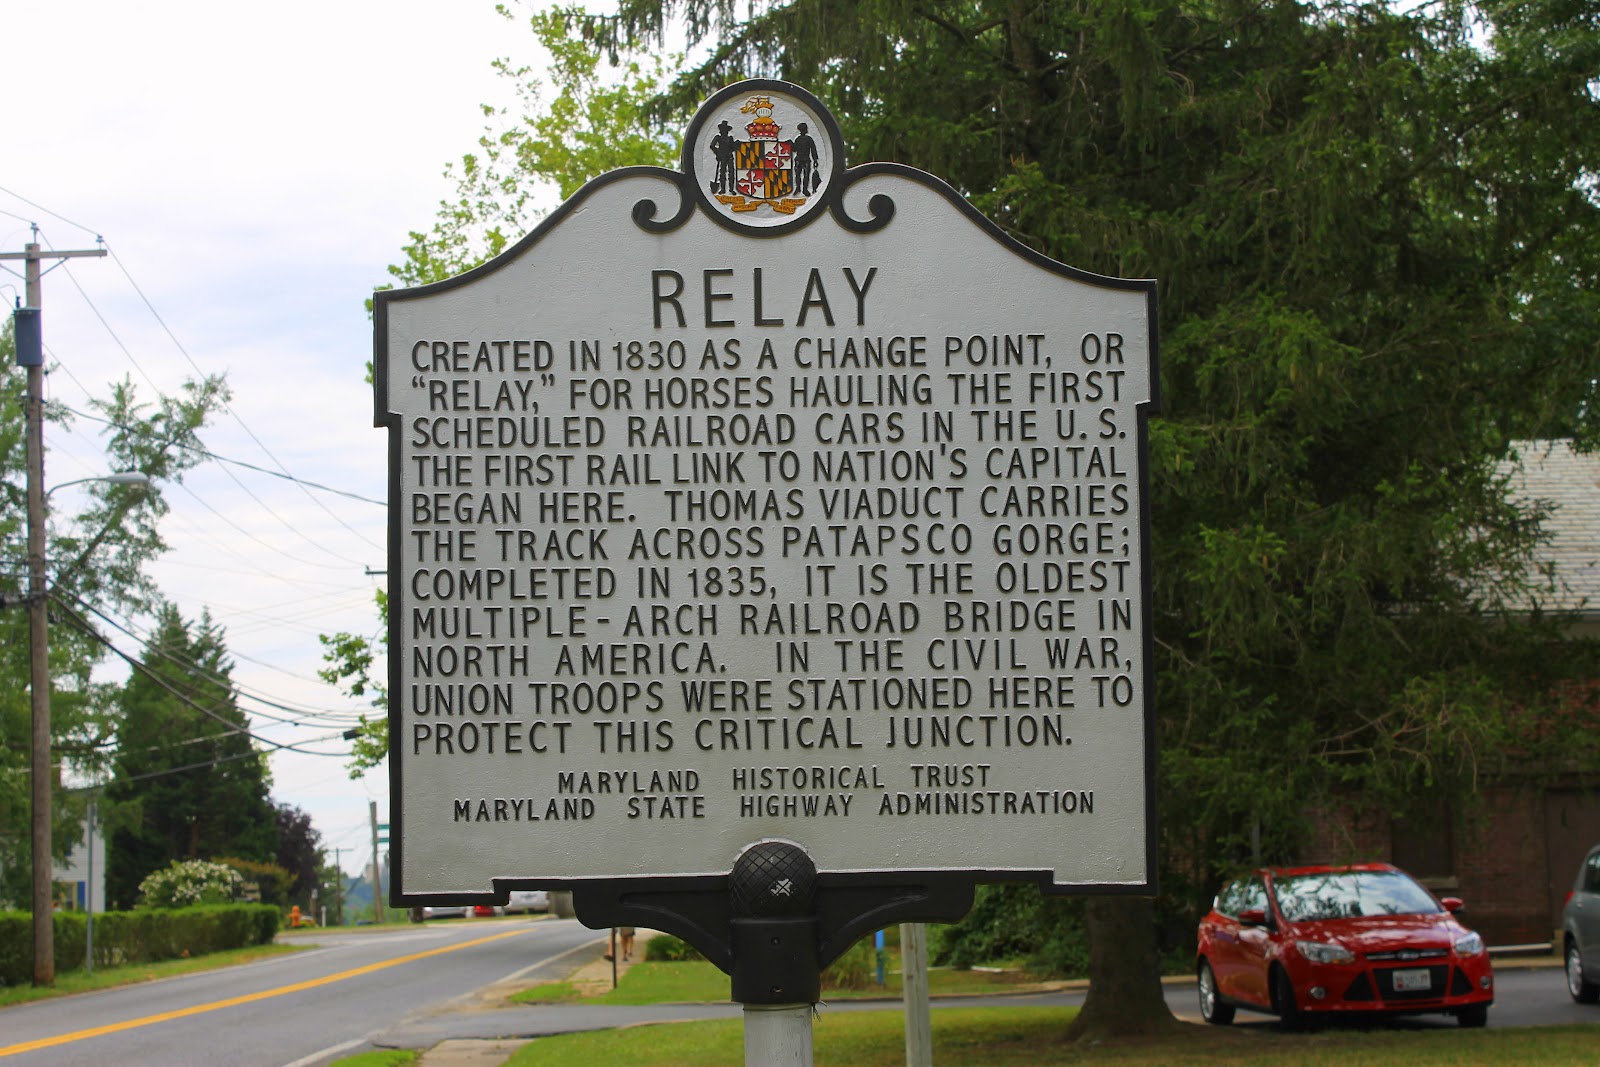 RELAY
CREATED IN 1830 AS A CHANGE POINT, OR
“RELAY,” FOR HORSES HAULING THE FIRST
SCHEDULED RAILROAD CARS IN THE U. S.
THE FIRST RAIL LINK TO NATION'S CAPITAL
BEGAN HERE. THOMAS VIADUCT CARRIES
THE TRACK ACROSS PATAPSCO GORGE;
COMPLETED IN 1835, IT IS THE OLDEST
MULTIPLE-ARCH RAILROAD BRIDGE IN
NORTH AMERICA. IN THE CIVIL WAR,
UNION TROOPS WERE STATIONED HERE TO
PROTECT THIS CRITICAL JUNCTION.
MARYLAND HISTORICAL TRUST
MARYLAND STATE HIGHWAY ADMINISTRATION